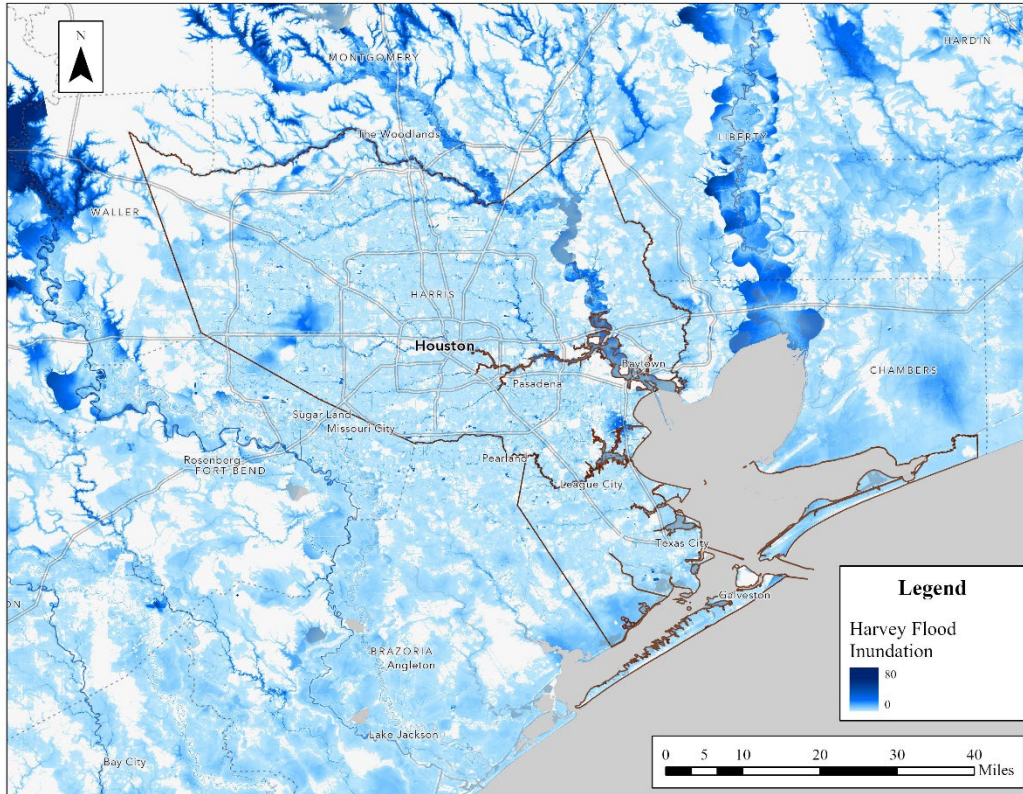 N
MONTGOMERY
HARDIN
The Woodlands
LIBERTY
WALLER
HARRIS
Houston
Baytown
CHAMBERS
Pasadena
Sugar Land
Missouri City
Rosenberg
FORT BEND
Pearland
League City
Texas City
Galveston
ON
BRAZORIA
Angleton
Lake Jackson
Bay City
Legend
Harvey Flood
Inundation
80
0
0 5 10 20 30 40
Miles